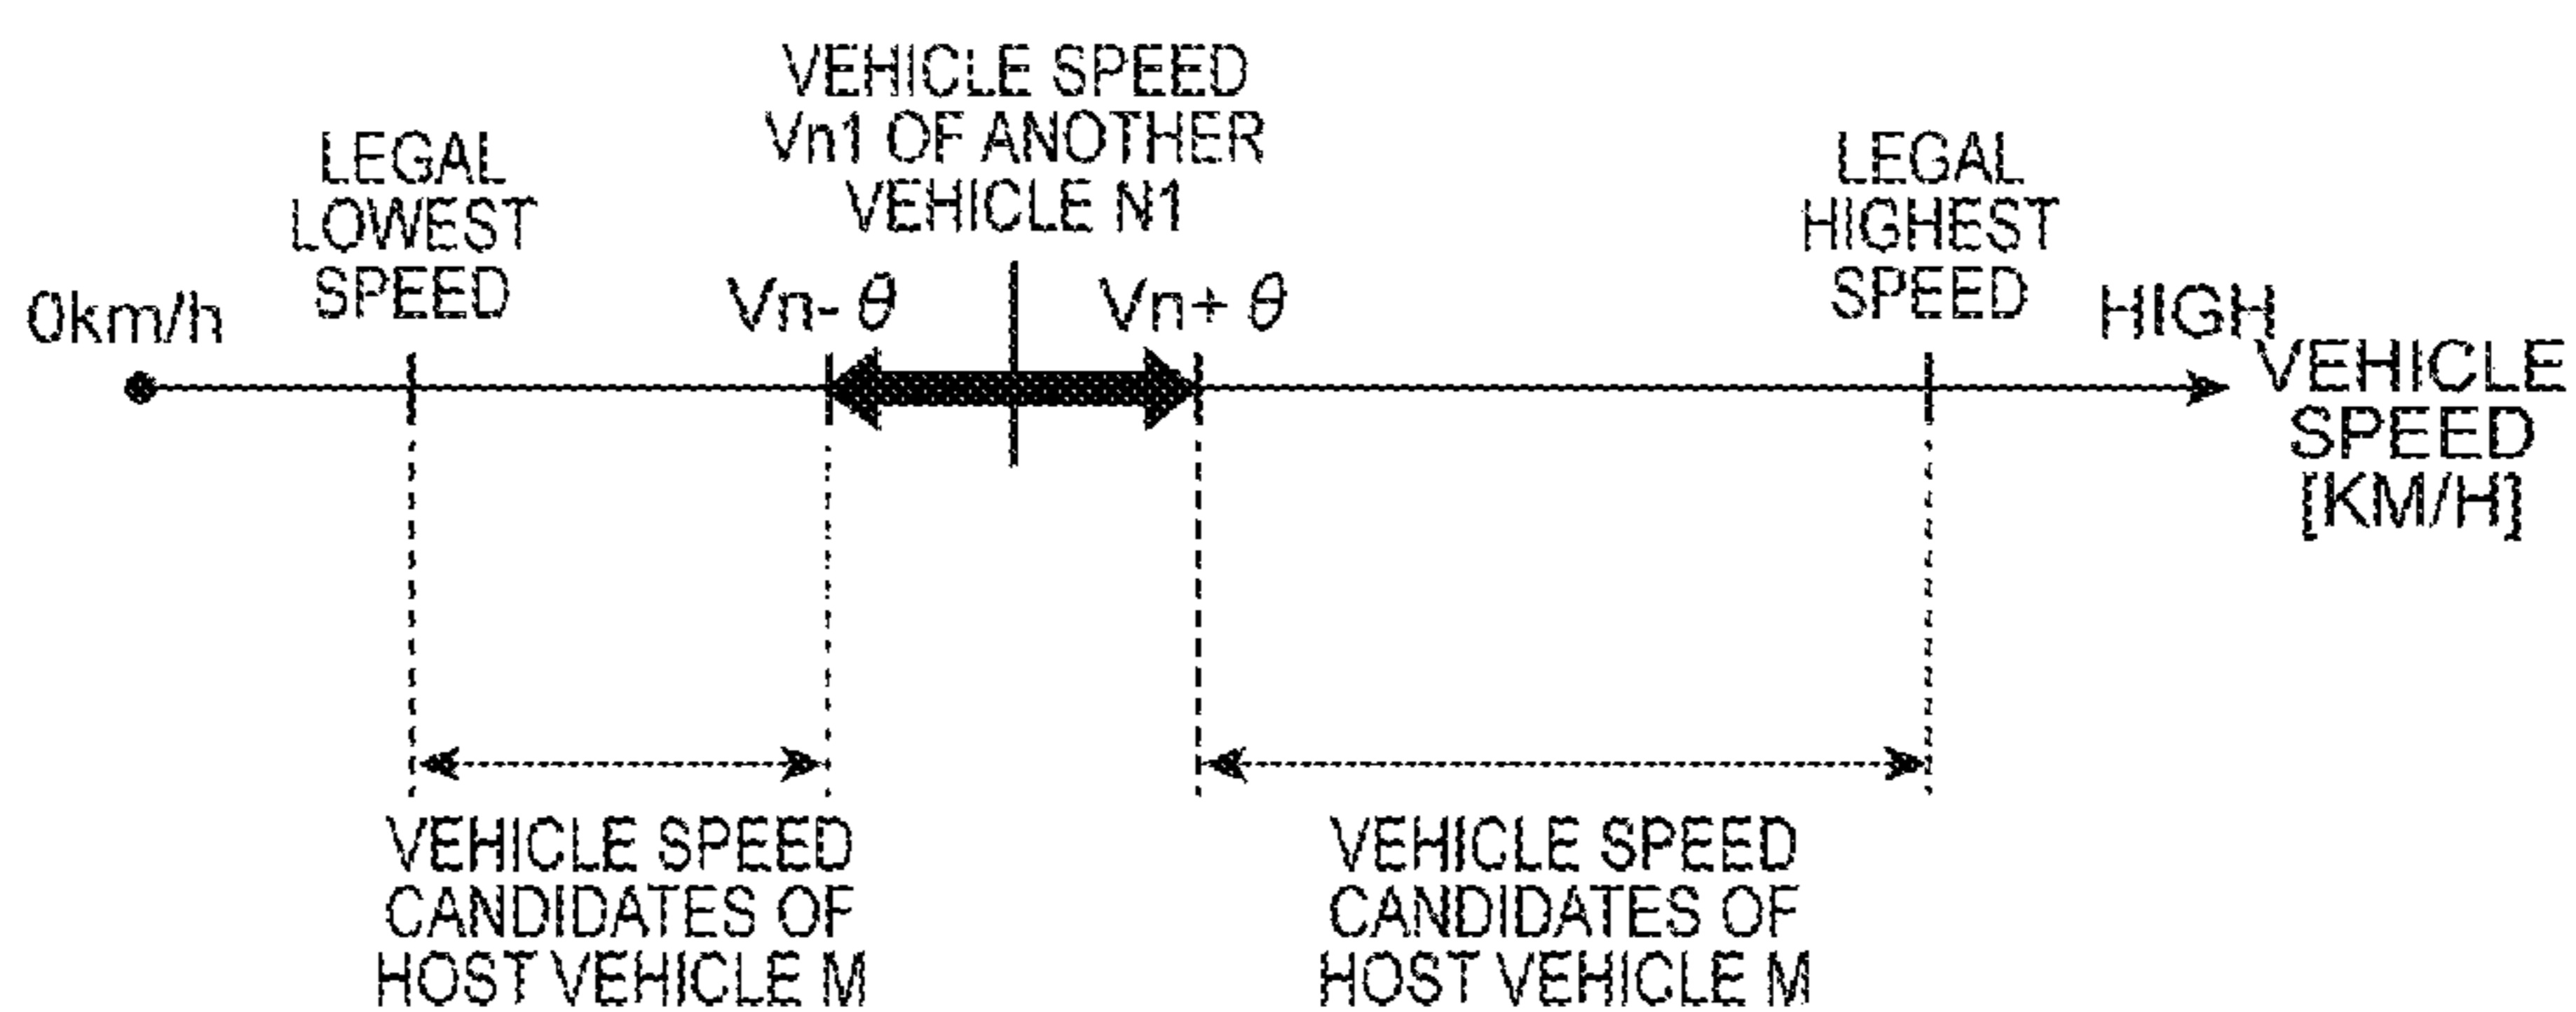 0km/h
LEGAL
LOWEST
SPEED
VEHICLE SPEED
Vn1 OF ANOTHER
VEHICLE N1
Vn- θ
Vn+ θ
LEGAL
HIGHEST
SPEED
HIGH
VEHICLE
SPEED
[KM/H]
VEHICLE SPEED
CANDIDATES OF
HOST VEHICLE M
VEHICLE SPEED
CANDIDATES OF
HOST VEHICLE M